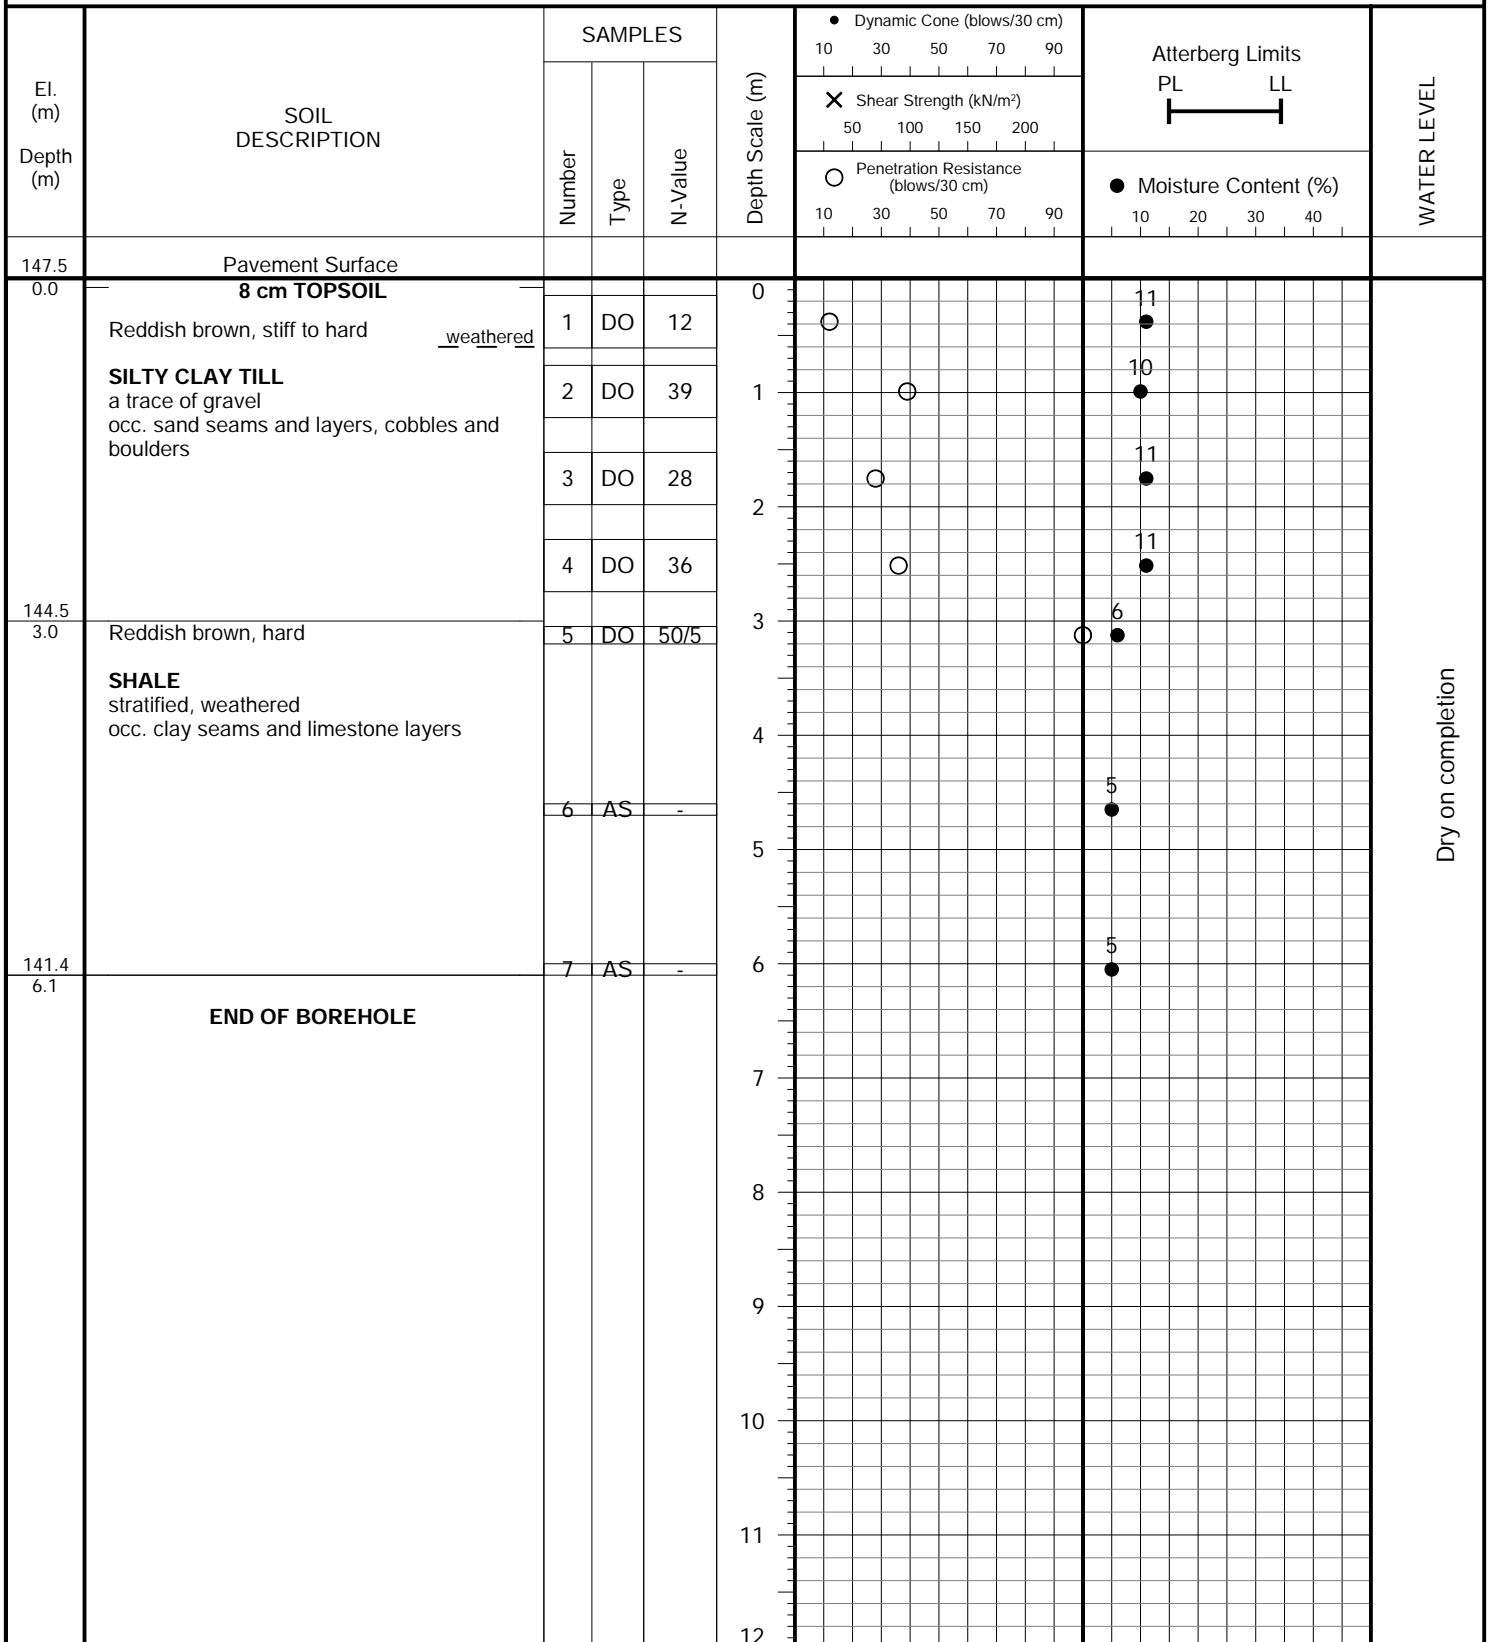 SAMPLES
El.
(m)
Depth
(m)
SOIL
DESCRIPTION
Number
Type
N-Value
Depth Scale (m)
● Dynamic Cone (blows/30 cm)
10 30 50 70 90
✕ Shear Strength (kN/m²)
50 100 150 200
○ Penetration Resistance
(blows/30 cm)
10 30 50 70 90
Atterberg Limits
PL LL
● Moisture Content (%)
10 20 30 40
WATER LEVEL
147.5 Pavement Surface
0.0 8 cm TOPSOIL 0
11
Reddish brown, stiff to hard weathered 1 DO 12
10
SILTY CLAY TILL
a trace of gravel 2 DO 39 1
occ. sand seams and layers, cobbles and
boulders
11
3 DO 28
2
11
4 DO 36
144.5 6
3.0 Reddish brown, hard 5 DO 50/5 3
SHALE
stratified, weathered
occ. clay seams and limestone layers 4
5
6 AS -
5
5
141.4 7 AS - 6
6.1
END OF BOREHOLE
7
8
9
10
11
12
Dry on completion